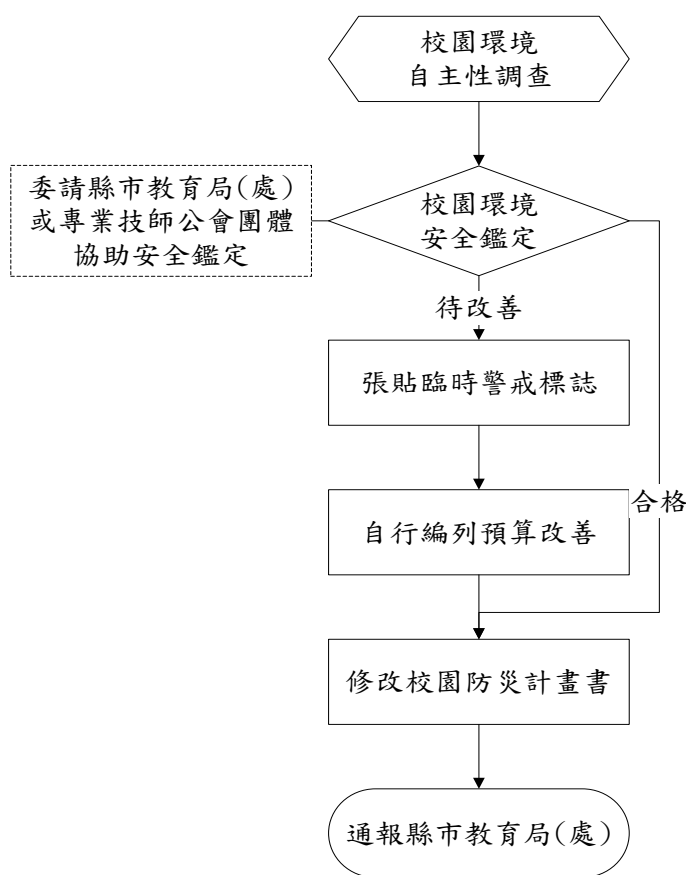 校園環境
自主性調查
委請縣市教育局(處)
或專業技師公會團體
協助安全鑑定
校園環境
安全鑑定
待改善
張貼臨時警戒標誌
合格
自行編列預算改善
修改校園防災計畫書
通報縣市教育局(處)